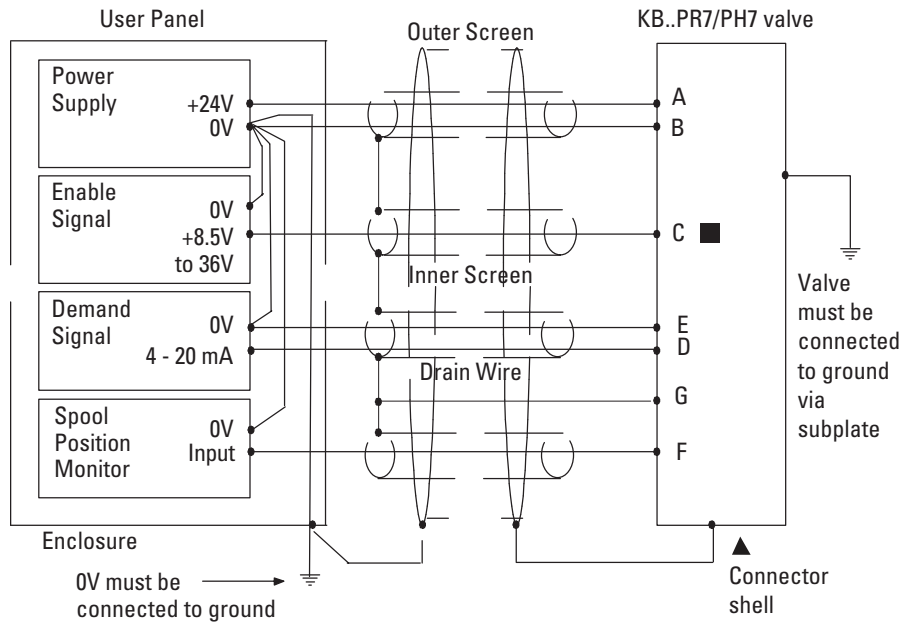 User Panel
Outer Screen
KB..PR7/PH7 valve
Power
Supply
+24V
0V
A
B
Enable
Signal
0V
+8.5V
to 36V
C
Inner Screen
Demand
Signal
0V
4 - 20 mA
E
D
Drain Wire
G
Spool
Position
Monitor
0V
Input
F
Valve
must be
connected
to ground
via
subplate
Enclosure
0V must be
connected to ground
Connector
shell